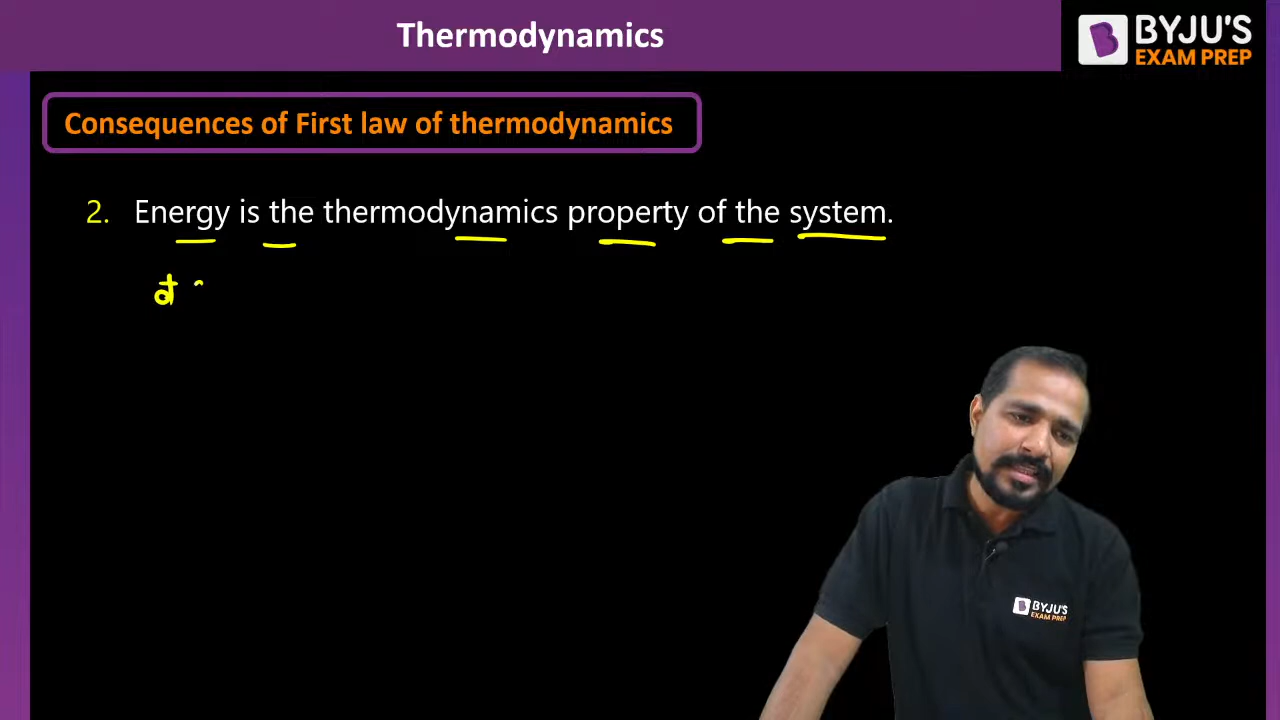 Thermodynamics
BYJU'S
EXAM PREP
Consequences of First law of thermodynamics
2. Energy is the thermodynamics property of the system.
BYJU'S
EXAM PREP